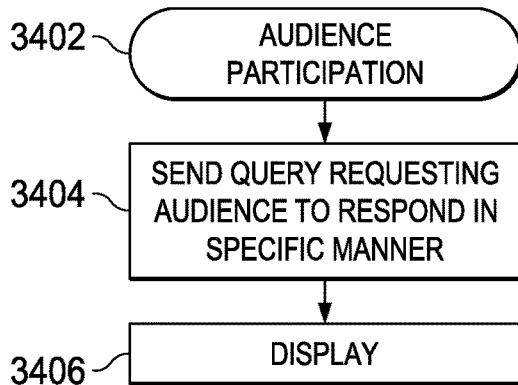 3402
AUDIENCE
PARTICIPATION
3404
SEND QUERY REQUESTING
AUDIENCE TO RESPOND IN
SPECIFIC MANNER
3406
DISPLAY